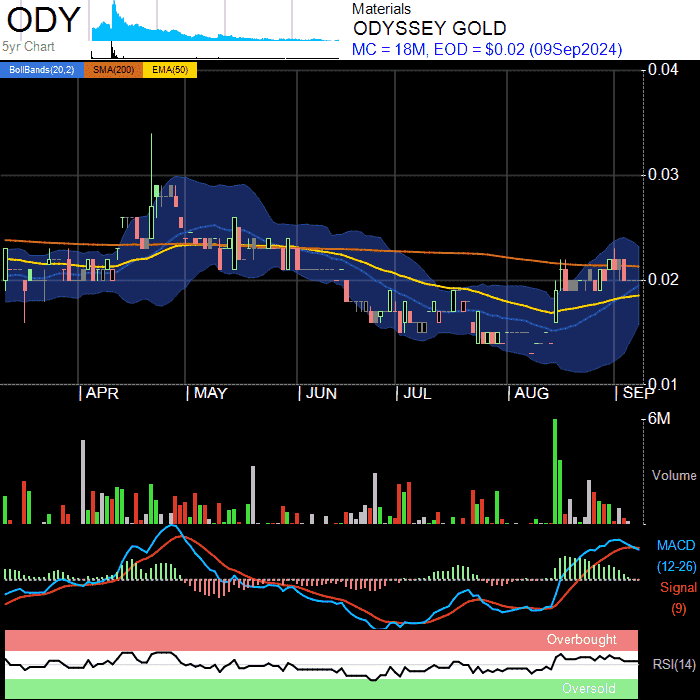 ODY
5yr Chart
Materials
ODYSSEY GOLD
MC = 18M, EOD = $0.02 (09Sep2024)
BollBands(20,2) SMA(200) EMA(50)
0.04
0.03
0.02
0.01
APR MAY JUN JUL AUG SEP
6M
Volume
MACD
(12-26)
Signal
(9)
Overbought
RSI(14)
Oversold